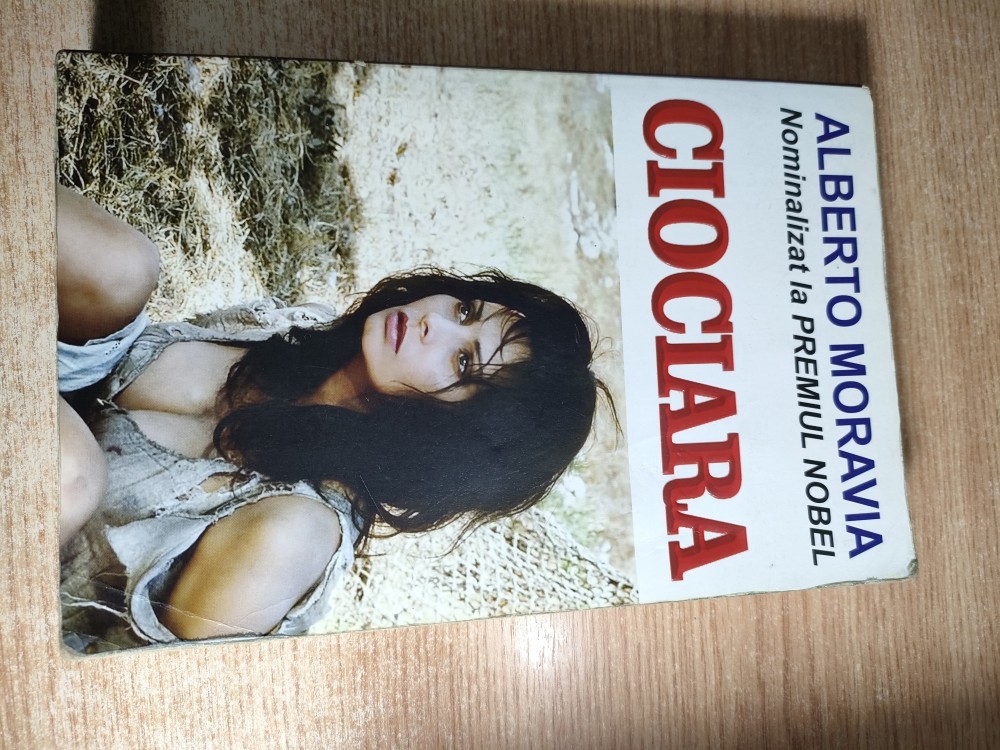 ALBERTO MORAVIA
Nominalizat la PREMIUL NOBEL
CIOCIARA